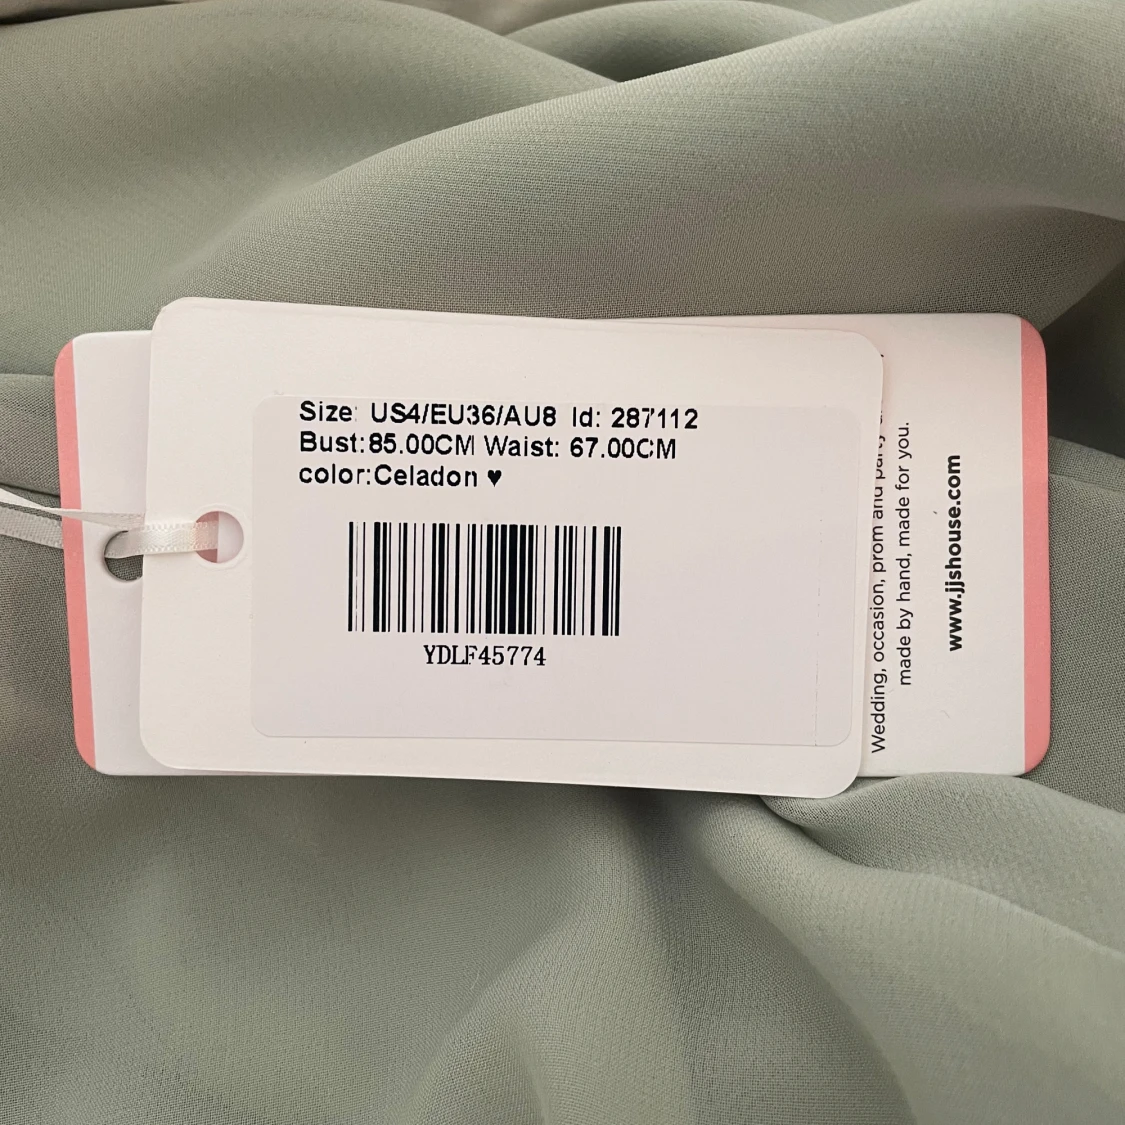 Size: US4/EU36/AU8 Id: 287112
Bust:85.00CM Waist: 67.00CM
color:Celadon ♥
YDLF45774
Wedding, occasion, prom and party
made by hand, made for you.
www.jjshouse.com